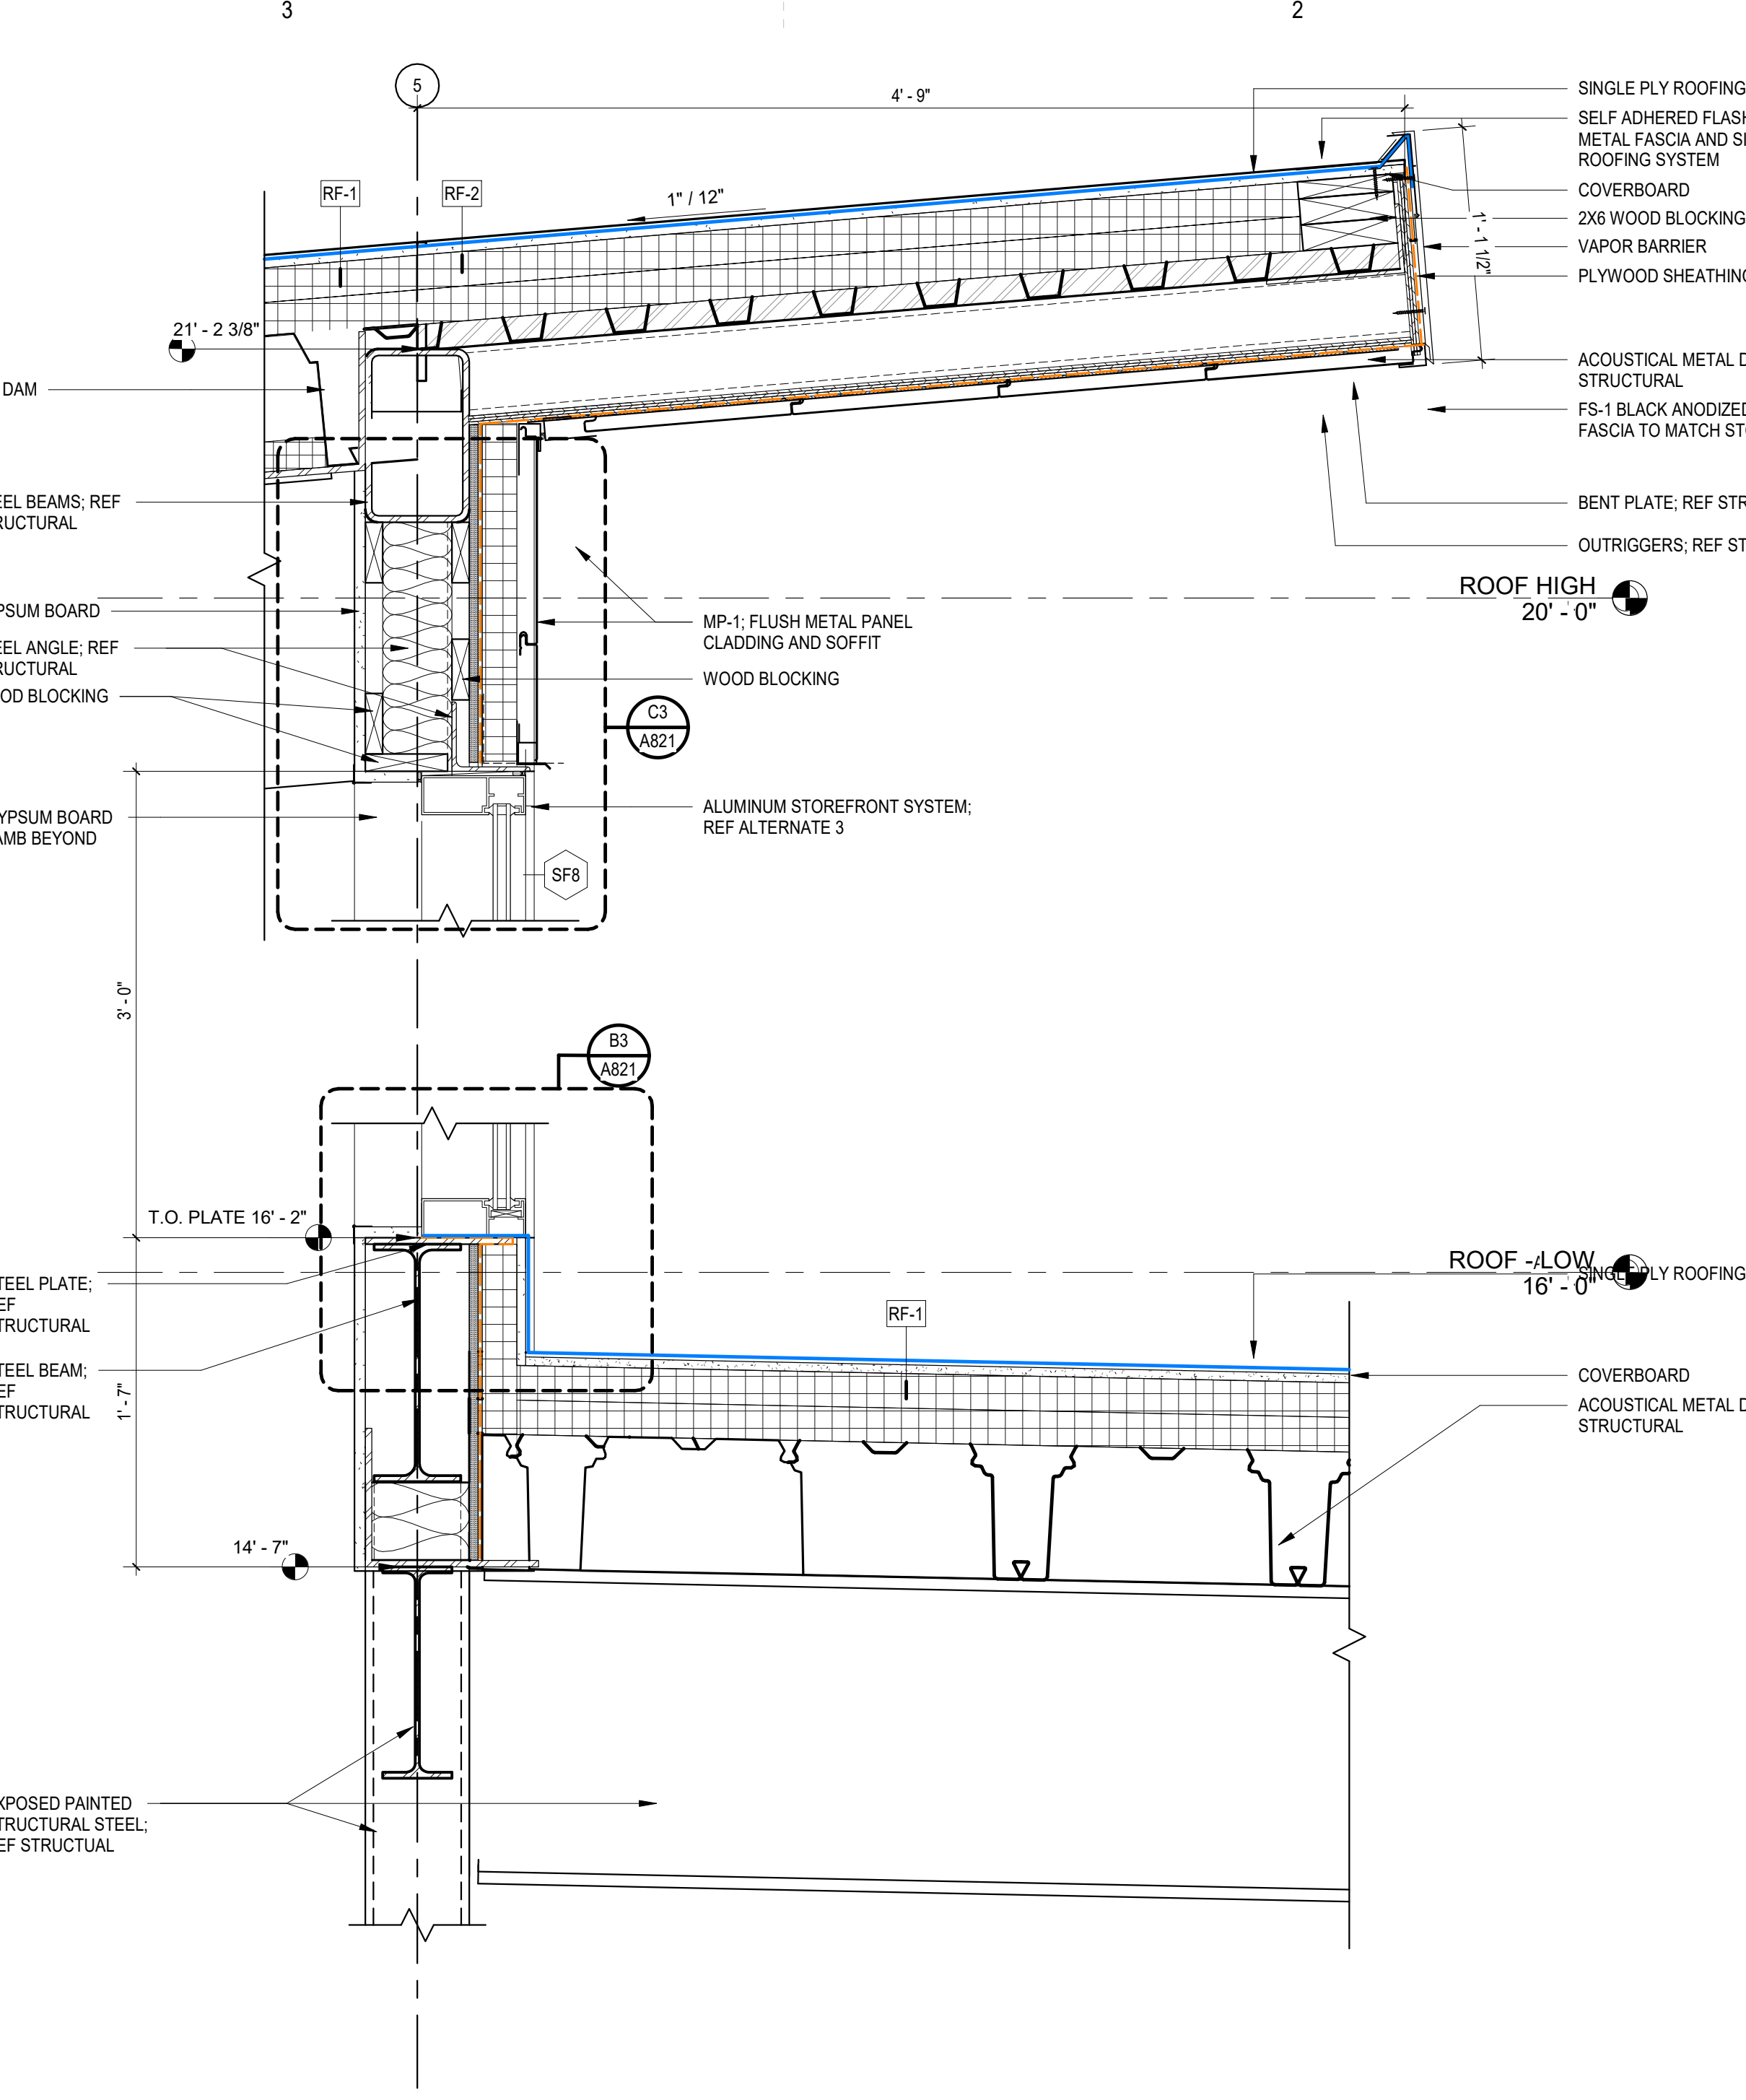 3
2
5
4' - 9"
SINGLE PLY ROOFING
SELF ADHERED FLASH
METAL FASCIA AND SI
ROOFING SYSTEM
COVERBOARD
2X6 WOOD BLOCKING
VAPOR BARRIER
PLYWOOD SHEATHING
RF-1
RF-2
1" / 12"
1' - 1 1/2"
21' - 2 3/8"
DAM
ACOUSTICAL METAL D
STRUCTURAL
FS-1 BLACK ANODIZED
FASCIA TO MATCH STO
EEL BEAMS; REF
RUCTURAL
BENT PLATE; REF STR
OUTRIGGERS; REF ST
ROOF HIGH
20' - 0"
PSUM BOARD
MP-1; FLUSH METAL PANEL
CLADDING AND SOFFIT
EEL ANGLE; REF
RUCTURAL
OD BLOCKING
WOOD BLOCKING
C3
A821
YPSUM BOARD
AMB BEYOND
ALUMINUM STOREFRONT SYSTEM;
REF ALTERNATE 3
SF8
3' - 0"
B3
A821
T.O. PLATE 16' - 2"
ROOF - LOW
16' - 0"
SINGLE PLY ROOFING
TEEL PLATE;
EF
TRUCTURAL
RF-1
TEEL BEAM;
EF
TRUCTURAL
1' - 7"
COVERBOARD
ACOUSTICAL METAL D
STRUCTURAL
14' - 7"
XPOSED PAINTED
TRUCTURAL STEEL;
EF STRUCTUAL